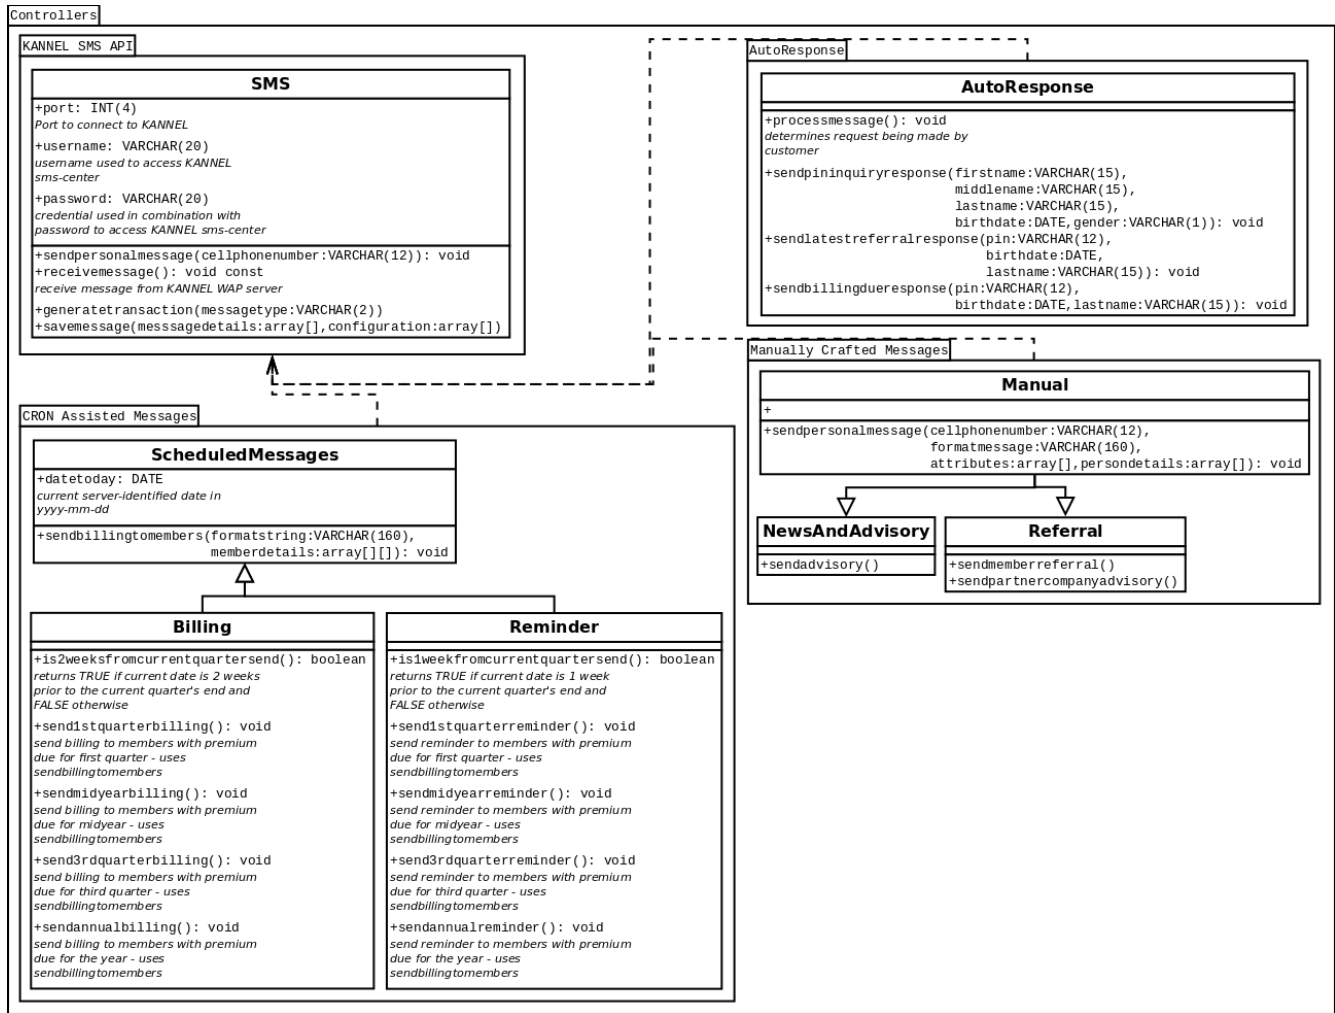 Controllers
KANNEL SMS API
SMS
+port: INT(4)
Port to connect to KANNEL
+username: VARCHAR(20)
username used to access KANNEL
sms-center
+password: VARCHAR(20)
credential used in combination with
password to access KANNEL sms-center
+sendpersonalmessage(cellphonenumber:VARCHAR(12)): void
+receivemessage(): void const
receive message from KANNEL WAP server
+generatetransaction(messagetype:VARCHAR(2))
+savemessage(messsagedetails:array[],configuration:array[])
AutoResponse
AutoResponse
+processmessage(): void
determines request being made by
customer
+sendpininquiryresponse(firstname:VARCHAR(15),
middlename:VARCHAR(15),
lastname:VARCHAR(15),
birthdate:DATE,gender:VARCHAR(1)): void
+sendlatestreferralresponse(pin:VARCHAR(12),
birthdate:DATE,
lastname:VARCHAR(15)): void
+sendbillingdueresponse(pin:VARCHAR(12),
birthdate:DATE,lastname:VARCHAR(15)): void
Manually Crafted Messages
Manual
+
+sendpersonalmessage(cellphonenumber:VARCHAR(12),
formatmessage:VARCHAR(160),
attributes:array[],persondetails:array[]): void
NewsAndAdvisory
+sendadvisory()
Referral
+sendmemberreferral()
+sendpartnercompanyadvisory()
CRON Assisted Messages
ScheduledMessages
+datetoday: DATE
current server-identified date in
yyyy-mm-dd
+sendbillingtomembers(formatstring:VARCHAR(160),
memberdetails:array[][]): void
Billing
+is2weeksfromcurrentquartersend(): boolean
returns TRUE if current date is 2 weeks
prior to the current quarter's end and
FALSE otherwise
+send1stquarterbilling(): void
send billing to members with premium
due for first quarter - uses
sendbillingtomembers
+sendmidyearbilling(): void
send billing to members with premium
due for midyear - uses
sendbillingtomembers
+send3rdquarterbilling(): void
send billing to members with premium
due for third quarter - uses
sendbillingtomembers
+sendannualbilling(): void
send billing to members with premium
due for the year - uses
sendbillingtomembers
Reminder
+is1weekfromcurrentquartersend(): boolean
returns TRUE if current date is 1 week
prior to the current quarter's end and
FALSE otherwise
+send1stquarterreminder(): void
send reminder to members with premium
due for first quarter - uses
sendbillingtomembers
+sendmidyearreminder(): void
send reminder to members with premium
due for midyear - uses
sendbillingtomembers
+send3rdquarterreminder(): void
send reminder to members with premium
due for third quarter - uses
sendbillingtomembers
+sendannualreminder(): void
send reminder to members with premium
due for the year - uses
sendbillingtomembers